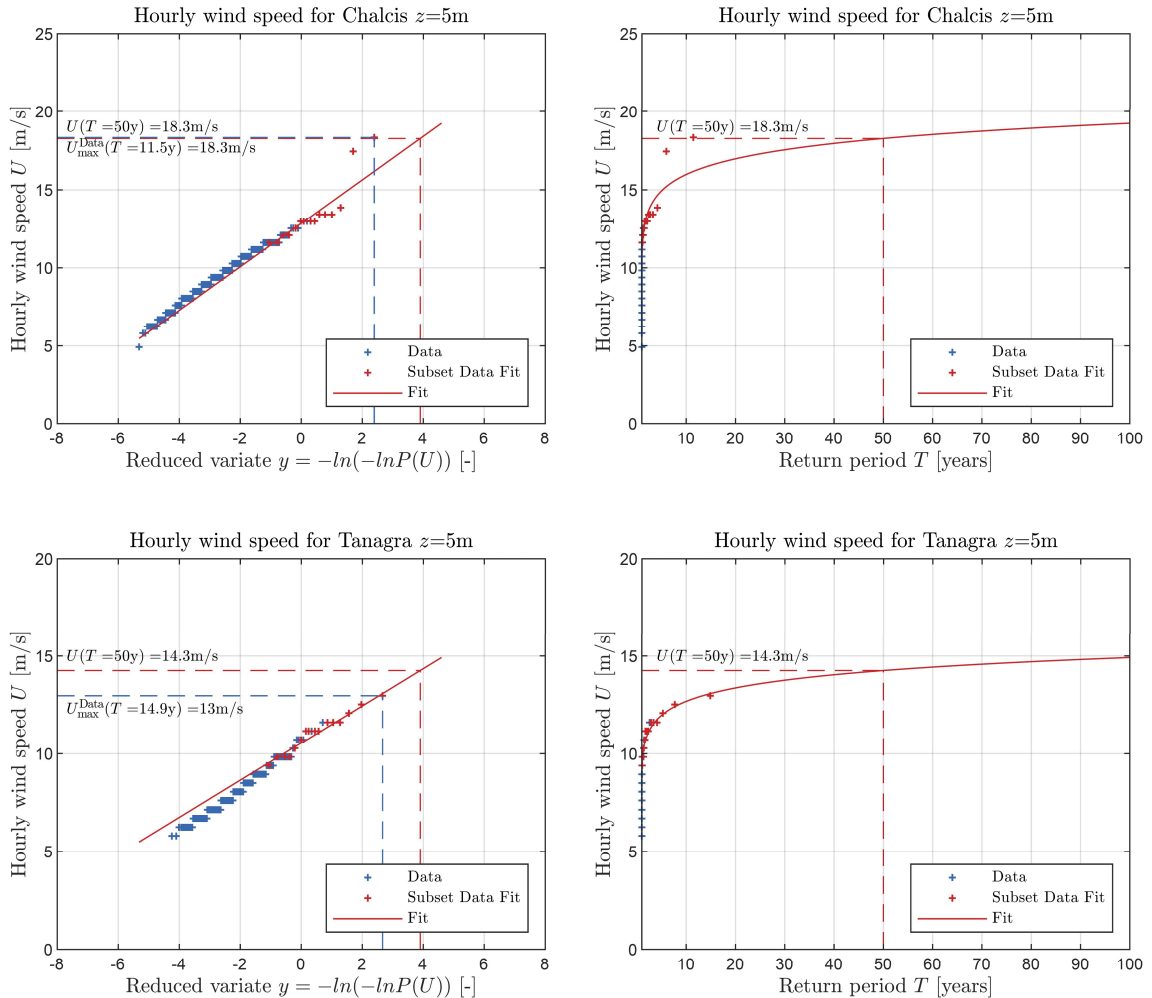 Hourly wind speed for Chalcis z=5m
25
20
15
10
5
0
Hourly wind speed U [m/s]
U(T =50y) =18.3m/s
U_max^Data(T =11.5y) =18.3m/s
Data
Subset Data Fit
Fit
-8 -6 -4 -2 0 2 4 6 8
Reduced variate y = −ln(−lnP(U)) [-]
Hourly wind speed for Chalcis z=5m
25
20
15
10
5
0
Hourly wind speed U [m/s]
U(T =50y) =18.3m/s
Data
Subset Data Fit
Fit
10 20 30 40 50 60 70 80 90 100
Return period T [years]
Hourly wind speed for Tanagra z=5m
20
15
10
5
0
Hourly wind speed U [m/s]
U(T =50y) =14.3m/s
U_max^Data(T =14.9y) =13m/s
Data
Subset Data Fit
Fit
-8 -6 -4 -2 0 2 4 6 8
Reduced variate y = −ln(−lnP(U)) [-]
Hourly wind speed for Tanagra z=5m
20
15
10
5
0
Hourly wind speed U [m/s]
U(T =50y) =14.3m/s
Data
Subset Data Fit
Fit
10 20 30 40 50 60 70 80 90 100
Return period T [years]